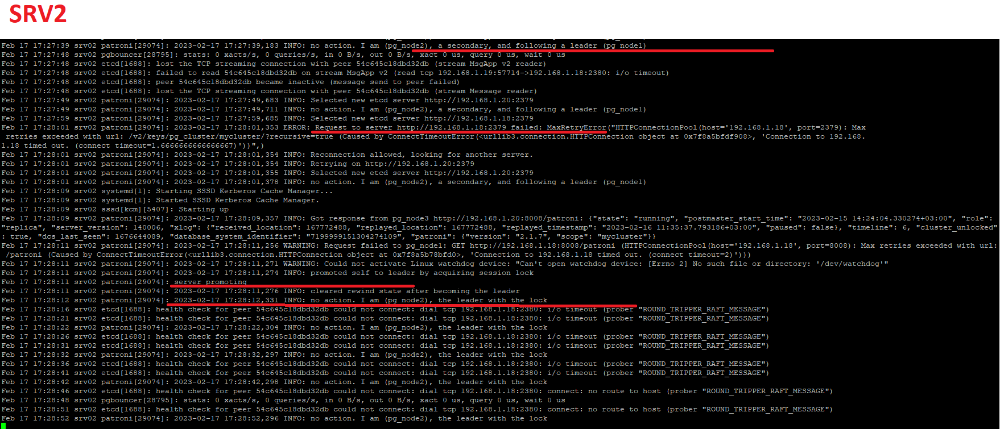 SRV2
Feb 17 17:27:39 srv02 patroni[29074]: 2023-02-17 17:27:39,183 INFO: no action. I am (pg_node2), a secondary, and following a leader (pg_node1)
Feb 17 17:27:48 srv02 pgbouncer[28795]: stats: 0 xacts/s, 0 queries/s, in 0 B/s, out 0 B/s, xact 0 us, query 0 us, wait 0 us
Feb 17 17:27:48 srv02 etcd[1688]: lost the TCP streaming connection with peer 54c645c18dbd32db (stream MsgApp v2 reader)
Feb 17 17:27:48 srv02 etcd[1688]: failed to read 54c645c18dbd32db on stream MsgApp v2 (read tcp 192.168.1.19:57714->192.168.1.18:2380: i/o timeout)
Feb 17 17:27:48 srv02 etcd[1688]: peer 54c645c18dbd32db became inactive (message send to peer failed)
Feb 17 17:27:48 srv02 etcd[1688]: lost the TCP streaming connection with peer 54c645c18dbd32db (stream Message reader)
Feb 17 17:27:49 srv02 patroni[29074]: 2023-02-17 17:27:49,683 INFO: Selected new etcd server http://192.168.1.20:2379
Feb 17 17:27:49 srv02 patroni[29074]: 2023-02-17 17:27:49,711 INFO: no action. I am (pg_node2), a secondary, and following a leader (pg_node1)
Feb 17 17:27:59 srv02 patroni[29074]: 2023-02-17 17:27:59,685 INFO: Selected new etcd server http://192.168.1.18:2379
Feb 17 17:28:01 srv02 patroni[29074]: 2023-02-17 17:28:01,353 ERROR: Request to server http://192.168.1.18:2379 failed: MaxRetryError("HTTPConnectionPool(host='192.168.1.18', port=2379): Max
retries exceeded with url: /v2/keys/pg_cluster/mycluster/?recursive=true (Caused by ConnectTimeoutError(<urllib3.connection.HTTPConnection object at 0x7f8a5bfdf908>, 'Connection to 192.168.
1.18 timed out. (connect timeout=1.6666666666666667)'))",)
Feb 17 17:28:01 srv02 patroni[29074]: 2023-02-17 17:28:01,354 INFO: Reconnection allowed, looking for another server.
Feb 17 17:28:01 srv02 patroni[29074]: 2023-02-17 17:28:01,354 INFO: Retrying on http://192.168.1.20:2379
Feb 17 17:28:01 srv02 patroni[29074]: 2023-02-17 17:28:01,355 INFO: Selected new etcd server http://192.168.1.20:2379
Feb 17 17:28:01 srv02 patroni[29074]: 2023-02-17 17:28:01,378 INFO: no action. I am (pg_node2), a secondary, and following a leader (pg_node1)
Feb 17 17:28:09 srv02 systemd[1]: Starting SSSD Kerberos Cache Manager...
Feb 17 17:28:09 srv02 systemd[1]: Started SSSD Kerberos Cache Manager.
Feb 17 17:28:09 srv02 sssd[kcm][5407]: Starting up
Feb 17 17:28:09 srv02 patroni[29074]: 2023-02-17 17:28:09,357 INFO: Got response from pg_node3 http://192.168.1.20:8008/patroni: {"state": "running", "postmaster_start_time": "2023-02-15 14:24:04.330274+03:00", "role":
"replica", "server_version": 140006, "xlog": {"received_location": 167772488, "replayed_location": 167772488, "replayed_timestamp": "2023-02-16 11:35:37.793186+03:00", "paused": false}, "timeline": 6, "cluster_unlocked"
: true, "dcs_last_seen": 1676644089, "database_system_identifier": "7199999151304274109", "patroni": {"version": "2.1.7", "scope": "mycluster"}}
Feb 17 17:28:11 srv02 patroni[29074]: 2023-02-17 17:28:11,256 WARNING: Request failed to pg_node1: GET http://192.168.1.18:8008/patroni (HTTPConnectionPool(host='192.168.1.18', port=8008): Max retries exceeded with url:
/patroni (Caused by ConnectTimeoutError(<urllib3.connection.HTTPConnection object at 0x7f8a5b78bfd0>, 'Connection to 192.168.1.18 timed out. (connect timeout=2)')))
Feb 17 17:28:11 srv02 patroni[29074]: 2023-02-17 17:28:11,271 WARNING: Could not activate Linux watchdog device: "Can't open watchdog device: [Errno 2] No such file or directory: '/dev/watchdog'"
Feb 17 17:28:11 srv02 patroni[29074]: 2023-02-17 17:28:11,274 INFO: promoted self to leader by acquiring session lock
Feb 17 17:28:11 srv02 patroni[29074]: server promoting
Feb 17 17:28:11 srv02 patroni[29074]: 2023-02-17 17:28:11,276 INFO: cleared rewind state after becoming the leader
Feb 17 17:28:12 srv02 patroni[29074]: 2023-02-17 17:28:12,331 INFO: no action. I am (pg_node2), the leader with the lock
Feb 17 17:28:16 srv02 etcd[1688]: health check for peer 54c645c18dbd32db could not connect: dial tcp 192.168.1.18:2380: i/o timeout (prober "ROUND_TRIPPER_RAFT_MESSAGE")
Feb 17 17:28:21 srv02 etcd[1688]: health check for peer 54c645c18dbd32db could not connect: dial tcp 192.168.1.18:2380: i/o timeout (prober "ROUND_TRIPPER_RAFT_MESSAGE")
Feb 17 17:28:22 srv02 patroni[29074]: 2023-02-17 17:28:22,304 INFO: no action. I am (pg_node2), the leader with the lock
Feb 17 17:28:26 srv02 etcd[1688]: health check for peer 54c645c18dbd32db could not connect: dial tcp 192.168.1.18:2380: i/o timeout (prober "ROUND_TRIPPER_RAFT_MESSAGE")
Feb 17 17:28:31 srv02 etcd[1688]: health check for peer 54c645c18dbd32db could not connect: dial tcp 192.168.1.18:2380: i/o timeout (prober "ROUND_TRIPPER_RAFT_MESSAGE")
Feb 17 17:28:32 srv02 patroni[29074]: 2023-02-17 17:28:32,297 INFO: no action. I am (pg_node2), the leader with the lock
Feb 17 17:28:36 srv02 etcd[1688]: health check for peer 54c645c18dbd32db could not connect: dial tcp 192.168.1.18:2380: i/o timeout (prober "ROUND_TRIPPER_RAFT_MESSAGE")
Feb 17 17:28:41 srv02 etcd[1688]: health check for peer 54c645c18dbd32db could not connect: dial tcp 192.168.1.18:2380: i/o timeout (prober "ROUND_TRIPPER_RAFT_MESSAGE")
Feb 17 17:28:42 srv02 patroni[29074]: 2023-02-17 17:28:42,298 INFO: no action. I am (pg_node2), the leader with the lock
Feb 17 17:28:46 srv02 etcd[1688]: health check for peer 54c645c18dbd32db could not connect: dial tcp 192.168.1.18:2380: connect: no route to host (prober "ROUND_TRIPPER_RAFT_MESSAGE")
Feb 17 17:28:48 srv02 pgbouncer[28795]: stats: 0 xacts/s, 0 queries/s, in 0 B/s, out 0 B/s, xact 0 us, query 0 us, wait 0 us
Feb 17 17:28:51 srv02 etcd[1688]: health check for peer 54c645c18dbd32db could not connect: dial tcp 192.168.1.18:2380: connect: no route to host (prober "ROUND_TRIPPER_RAFT_MESSAGE")
Feb 17 17:28:52 srv02 patroni[29074]: 2023-02-17 17:28:52,296 INFO: no action. I am (pg_node2), the leader with the lock